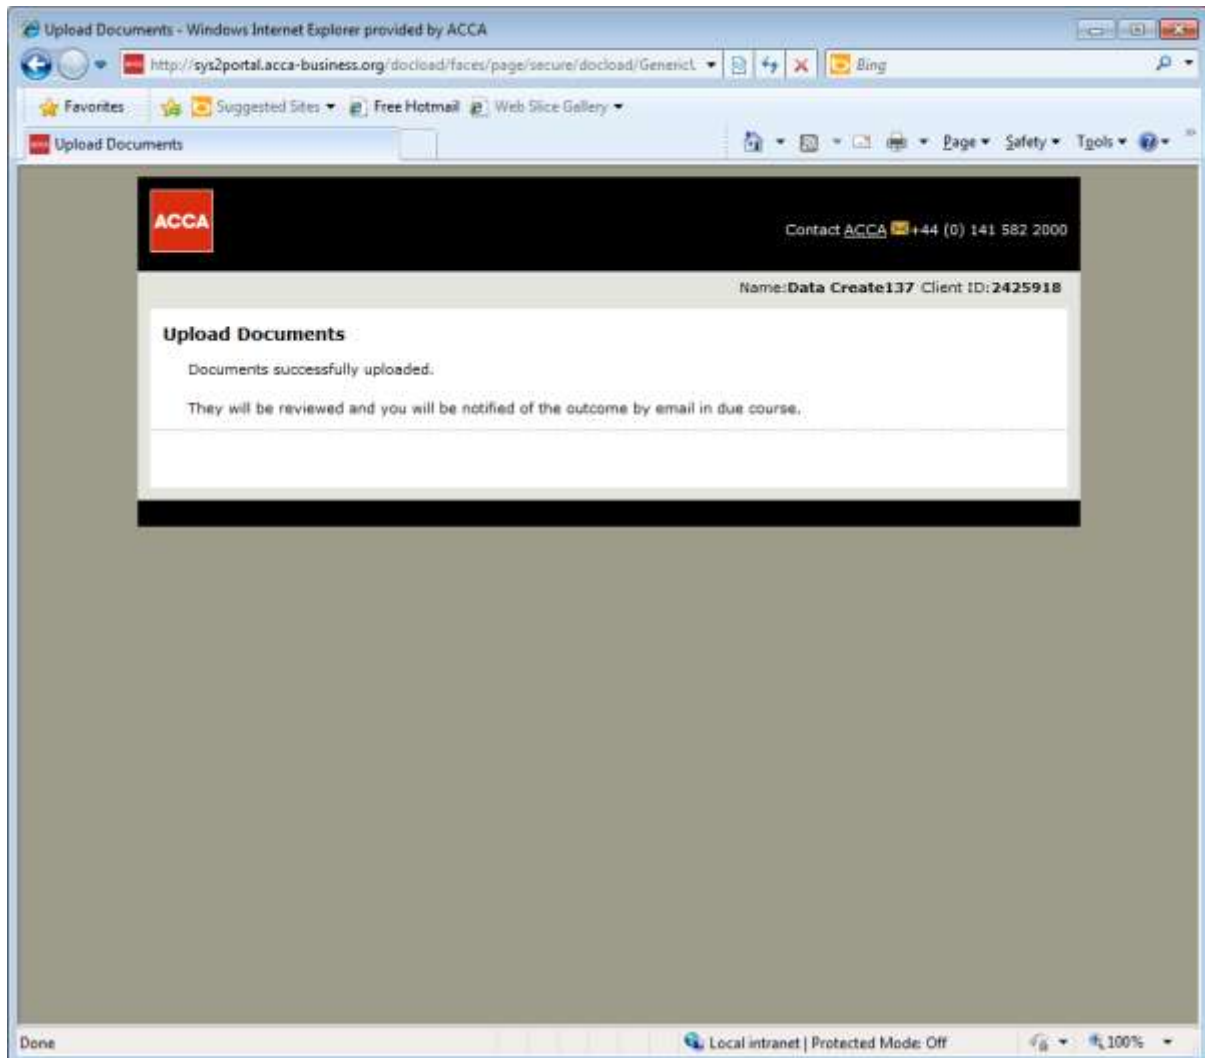 Upload Documents - Windows Internet Explorer provided by ACCA
http://sys2portal.acca-business.org/docload/faces/page/secure/docload/GenericL
Bing
Favorites Suggested Sites Free Hotmail Web Slice Gallery
Upload Documents
Page Safety Tools
ACCA
Contact ACCA +44 (0) 141 582 2000
Name:Data Create137 Client ID:2425918
Upload Documents
Documents successfully uploaded.
They will be reviewed and you will be notified of the outcome by email in due course.
Done
Local intranet | Protected Mode: Off
100%